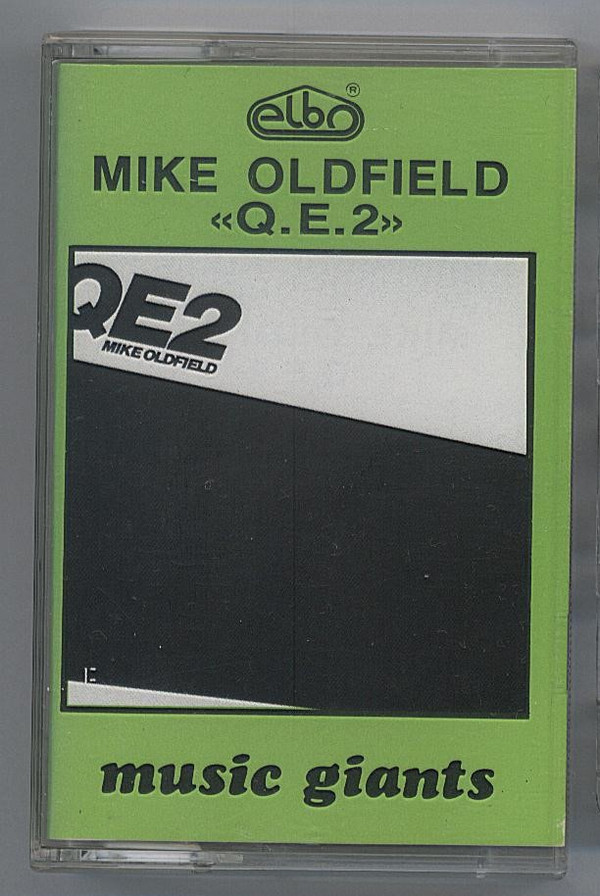 elbo ®
MIKE OLDFIELD
«Q.E.2»
QE2
MIKE OLDFIELD
music giants